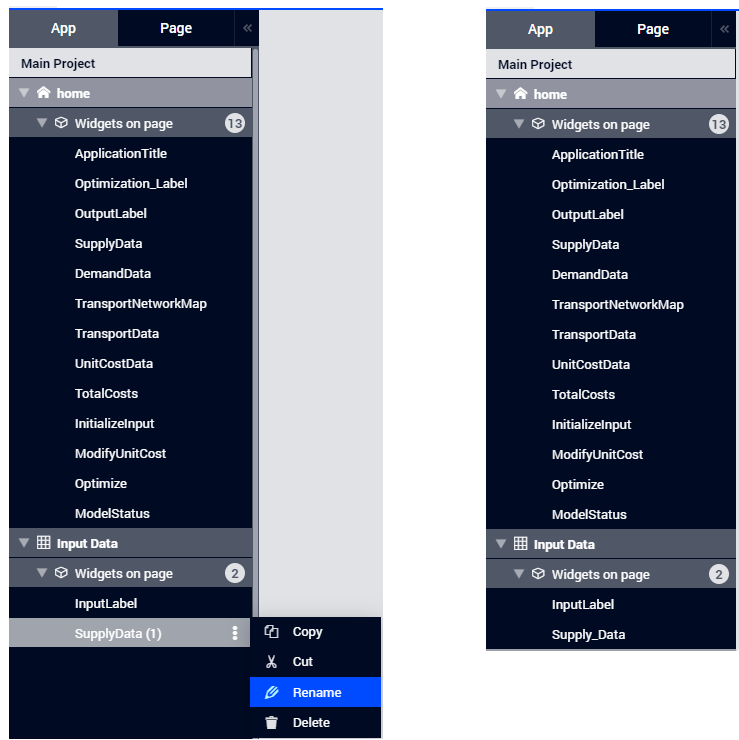 App Page «
Main Project
home
Widgets on page 13
ApplicationTitle
Optimization_Label
OutputLabel
SupplyData
DemandData
TransportNetworkMap
TransportData
UnitCostData
TotalCosts
InitializeInput
ModifyUnitCost
Optimize
ModelStatus
Input Data
Widgets on page 2
InputLabel
SupplyData (1)
Copy
Cut
Rename
Delete
App Page «
Main Project
home
Widgets on page 13
ApplicationTitle
Optimization_Label
OutputLabel
SupplyData
DemandData
TransportNetworkMap
TransportData
UnitCostData
TotalCosts
InitializeInput
ModifyUnitCost
Optimize
ModelStatus
Input Data
Widgets on page 2
InputLabel
Supply_Data